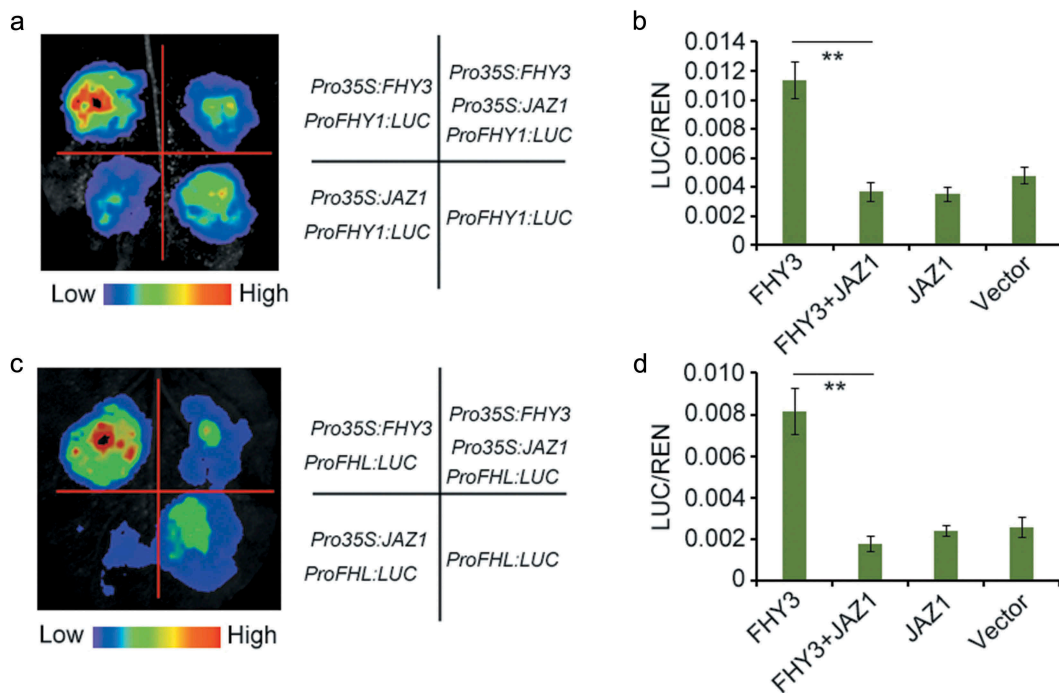 a
Pro35S:FHY3
ProFHY1:LUC
Pro35S:FHY3
Pro35S:JAZ1
ProFHY1:LUC
Pro35S:JAZ1
ProFHY1:LUC
ProFHY1:LUC
Low
High
b
LUC/REN
0.014
0.012
0.010
0.008
0.006
0.004
0.002
0
**
FHY3
FHY3+JAZ1
JAZ1
Vector
c
Pro35S:FHY3
ProFHL:LUC
Pro35S:FHY3
Pro35S:JAZ1
ProFHL:LUC
Pro35S:JAZ1
ProFHL:LUC
ProFHL:LUC
Low
High
d
LUC/REN
0.010
0.008
0.006
0.004
0.002
0
**
FHY3
FHY3+JAZ1
JAZ1
Vector